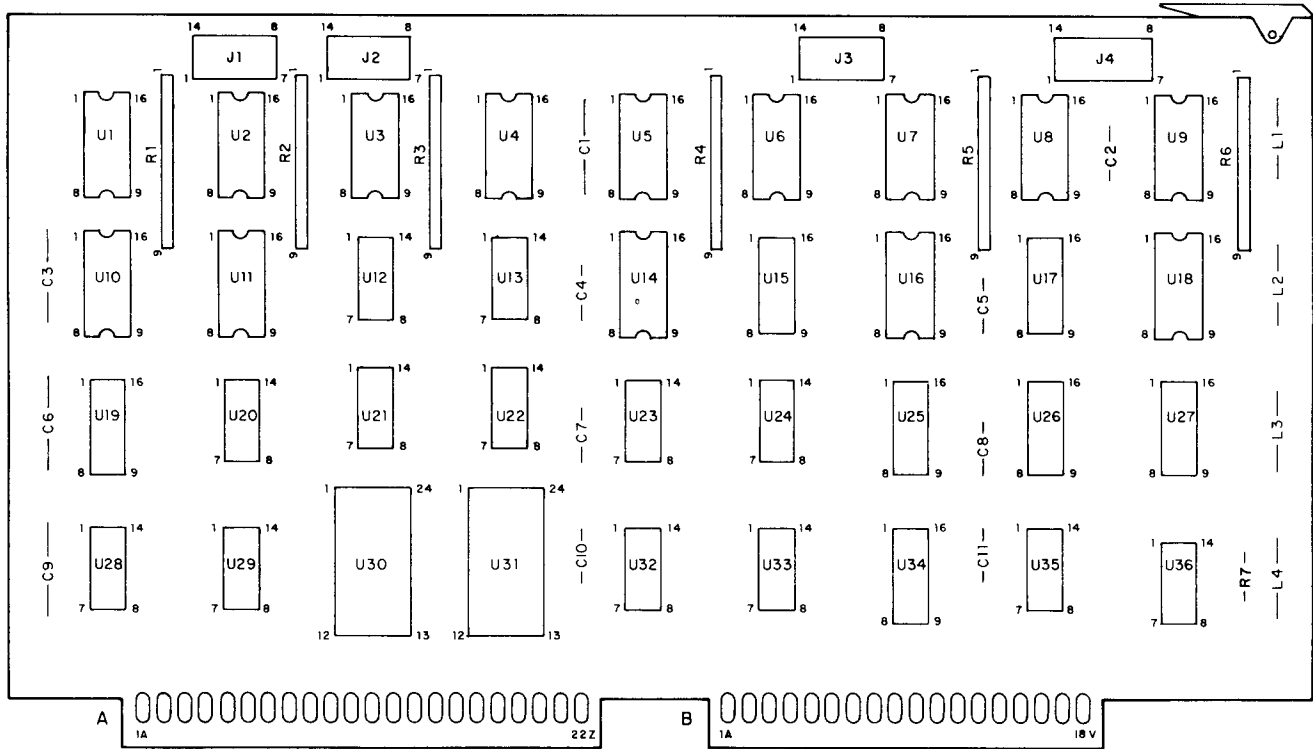 14 8 14 8 14 8 14 8
J1 J2 J3 J4
1 7 1 7 1 7 1 7
1 1 1 1 1 1
1 16 1 16 1 16 1 16 1 16 1 16 1 16 1 16 1 16
U1 R1 U2 R2 U3 R3 U4 C1 U5 R4 U6 U7 R5 U8 C2 U9 R6 L1
8 9 8 9 8 9 8 9 8 9 8 9 8 9 8 9 8 9
9 9 9 9 9 9
1 16 1 16 1 14 1 14 1 16 1 16 1 16 1 16 1 16
C3 U10 U11 U12 U13 C4 U14 U15 U16 C5 U17 U18 L2
8 9 8 9 7 8 7 8 8 9 8 9 8 9 8 9 8 9
1 16 1 14 1 14 1 14 1 14 1 14 1 16 1 16 1 16
C6 U19 U20 U21 U22 C7 U23 U24 U25 C8 U26 U27 L3
8 9 7 8 7 8 7 8 7 8 7 8 8 9 8 9 8 9
1 14 1 14 1 24 1 24 1 14 1 14 1 16 1 14 1 14
C9 U28 U29 U30 U31 C10 U32 U33 U34 C11 U35 U36 R7 L4
7 8 7 8 12 13 12 13 7 8 7 8 8 9 7 8 7 8
A B
1A 22Z 1A 18V